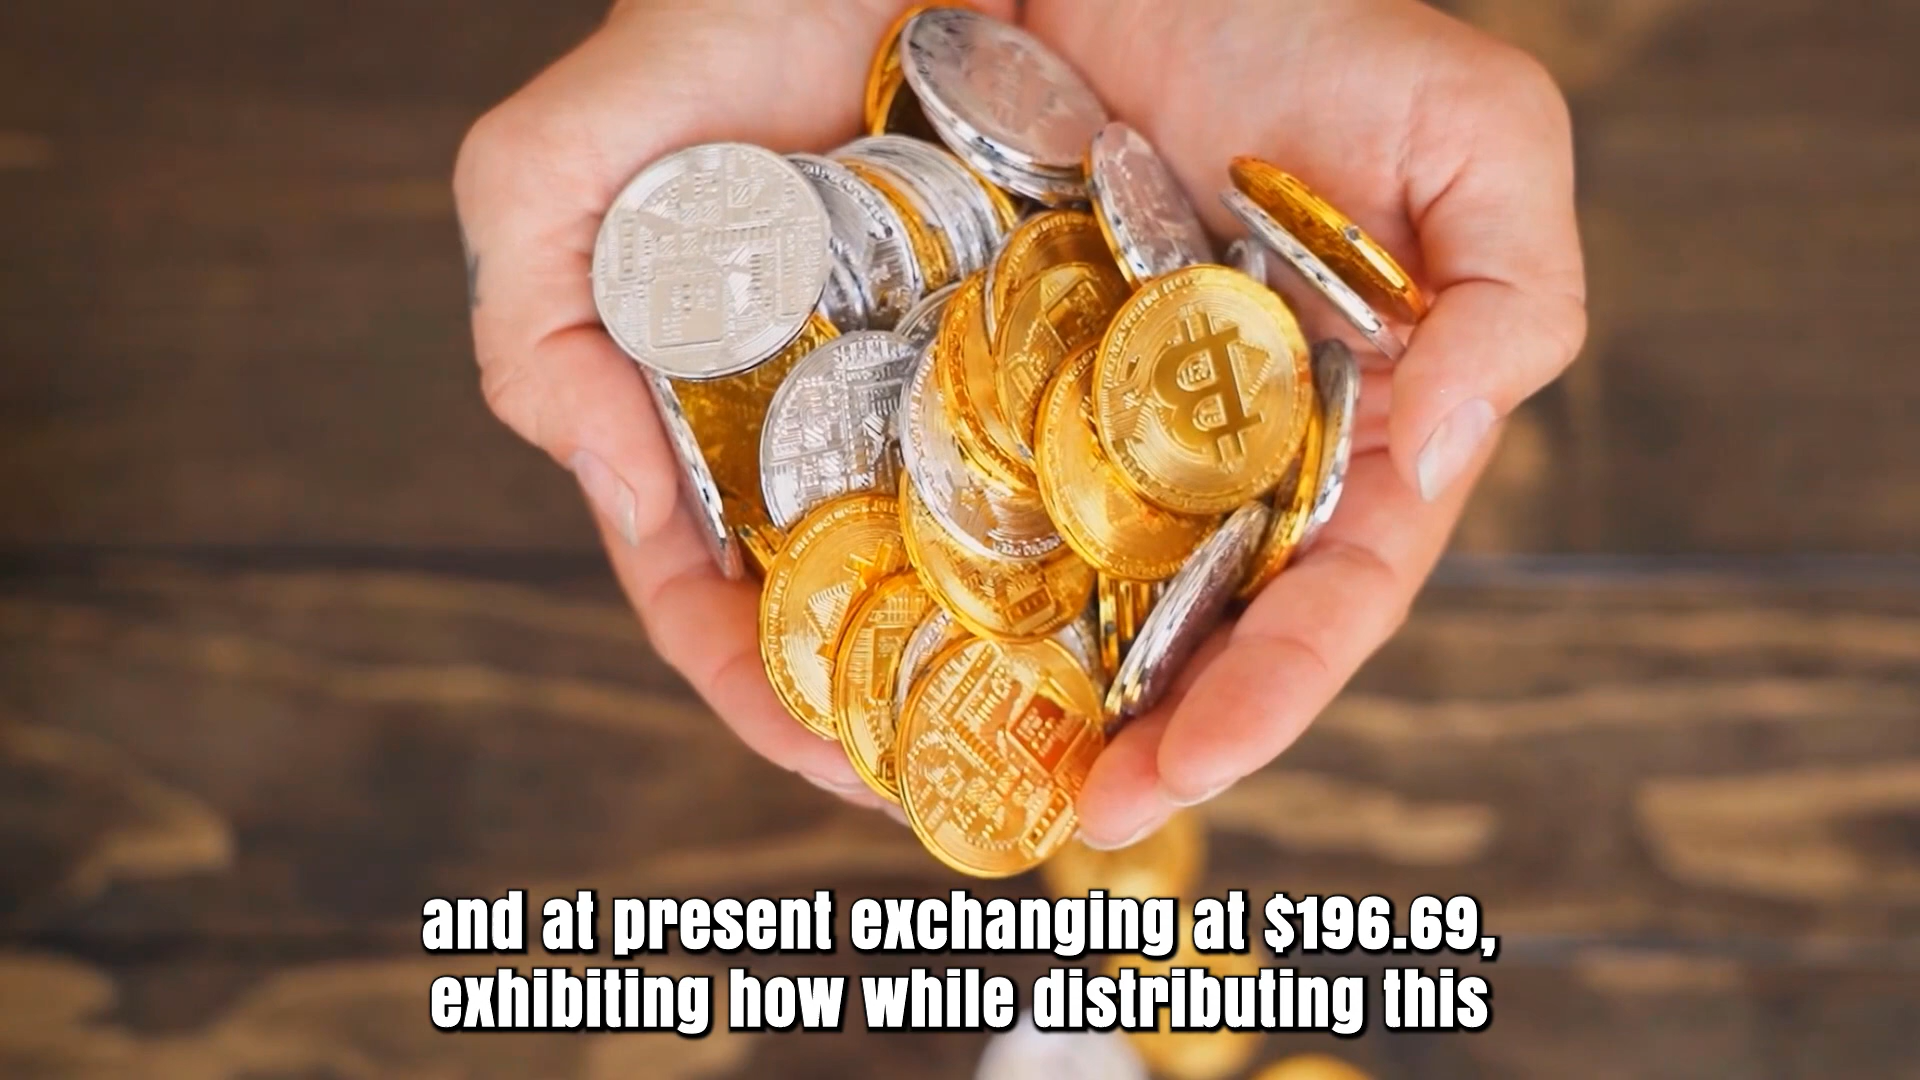 and at present exchanging at $196.69,
exhibiting how while distributing this